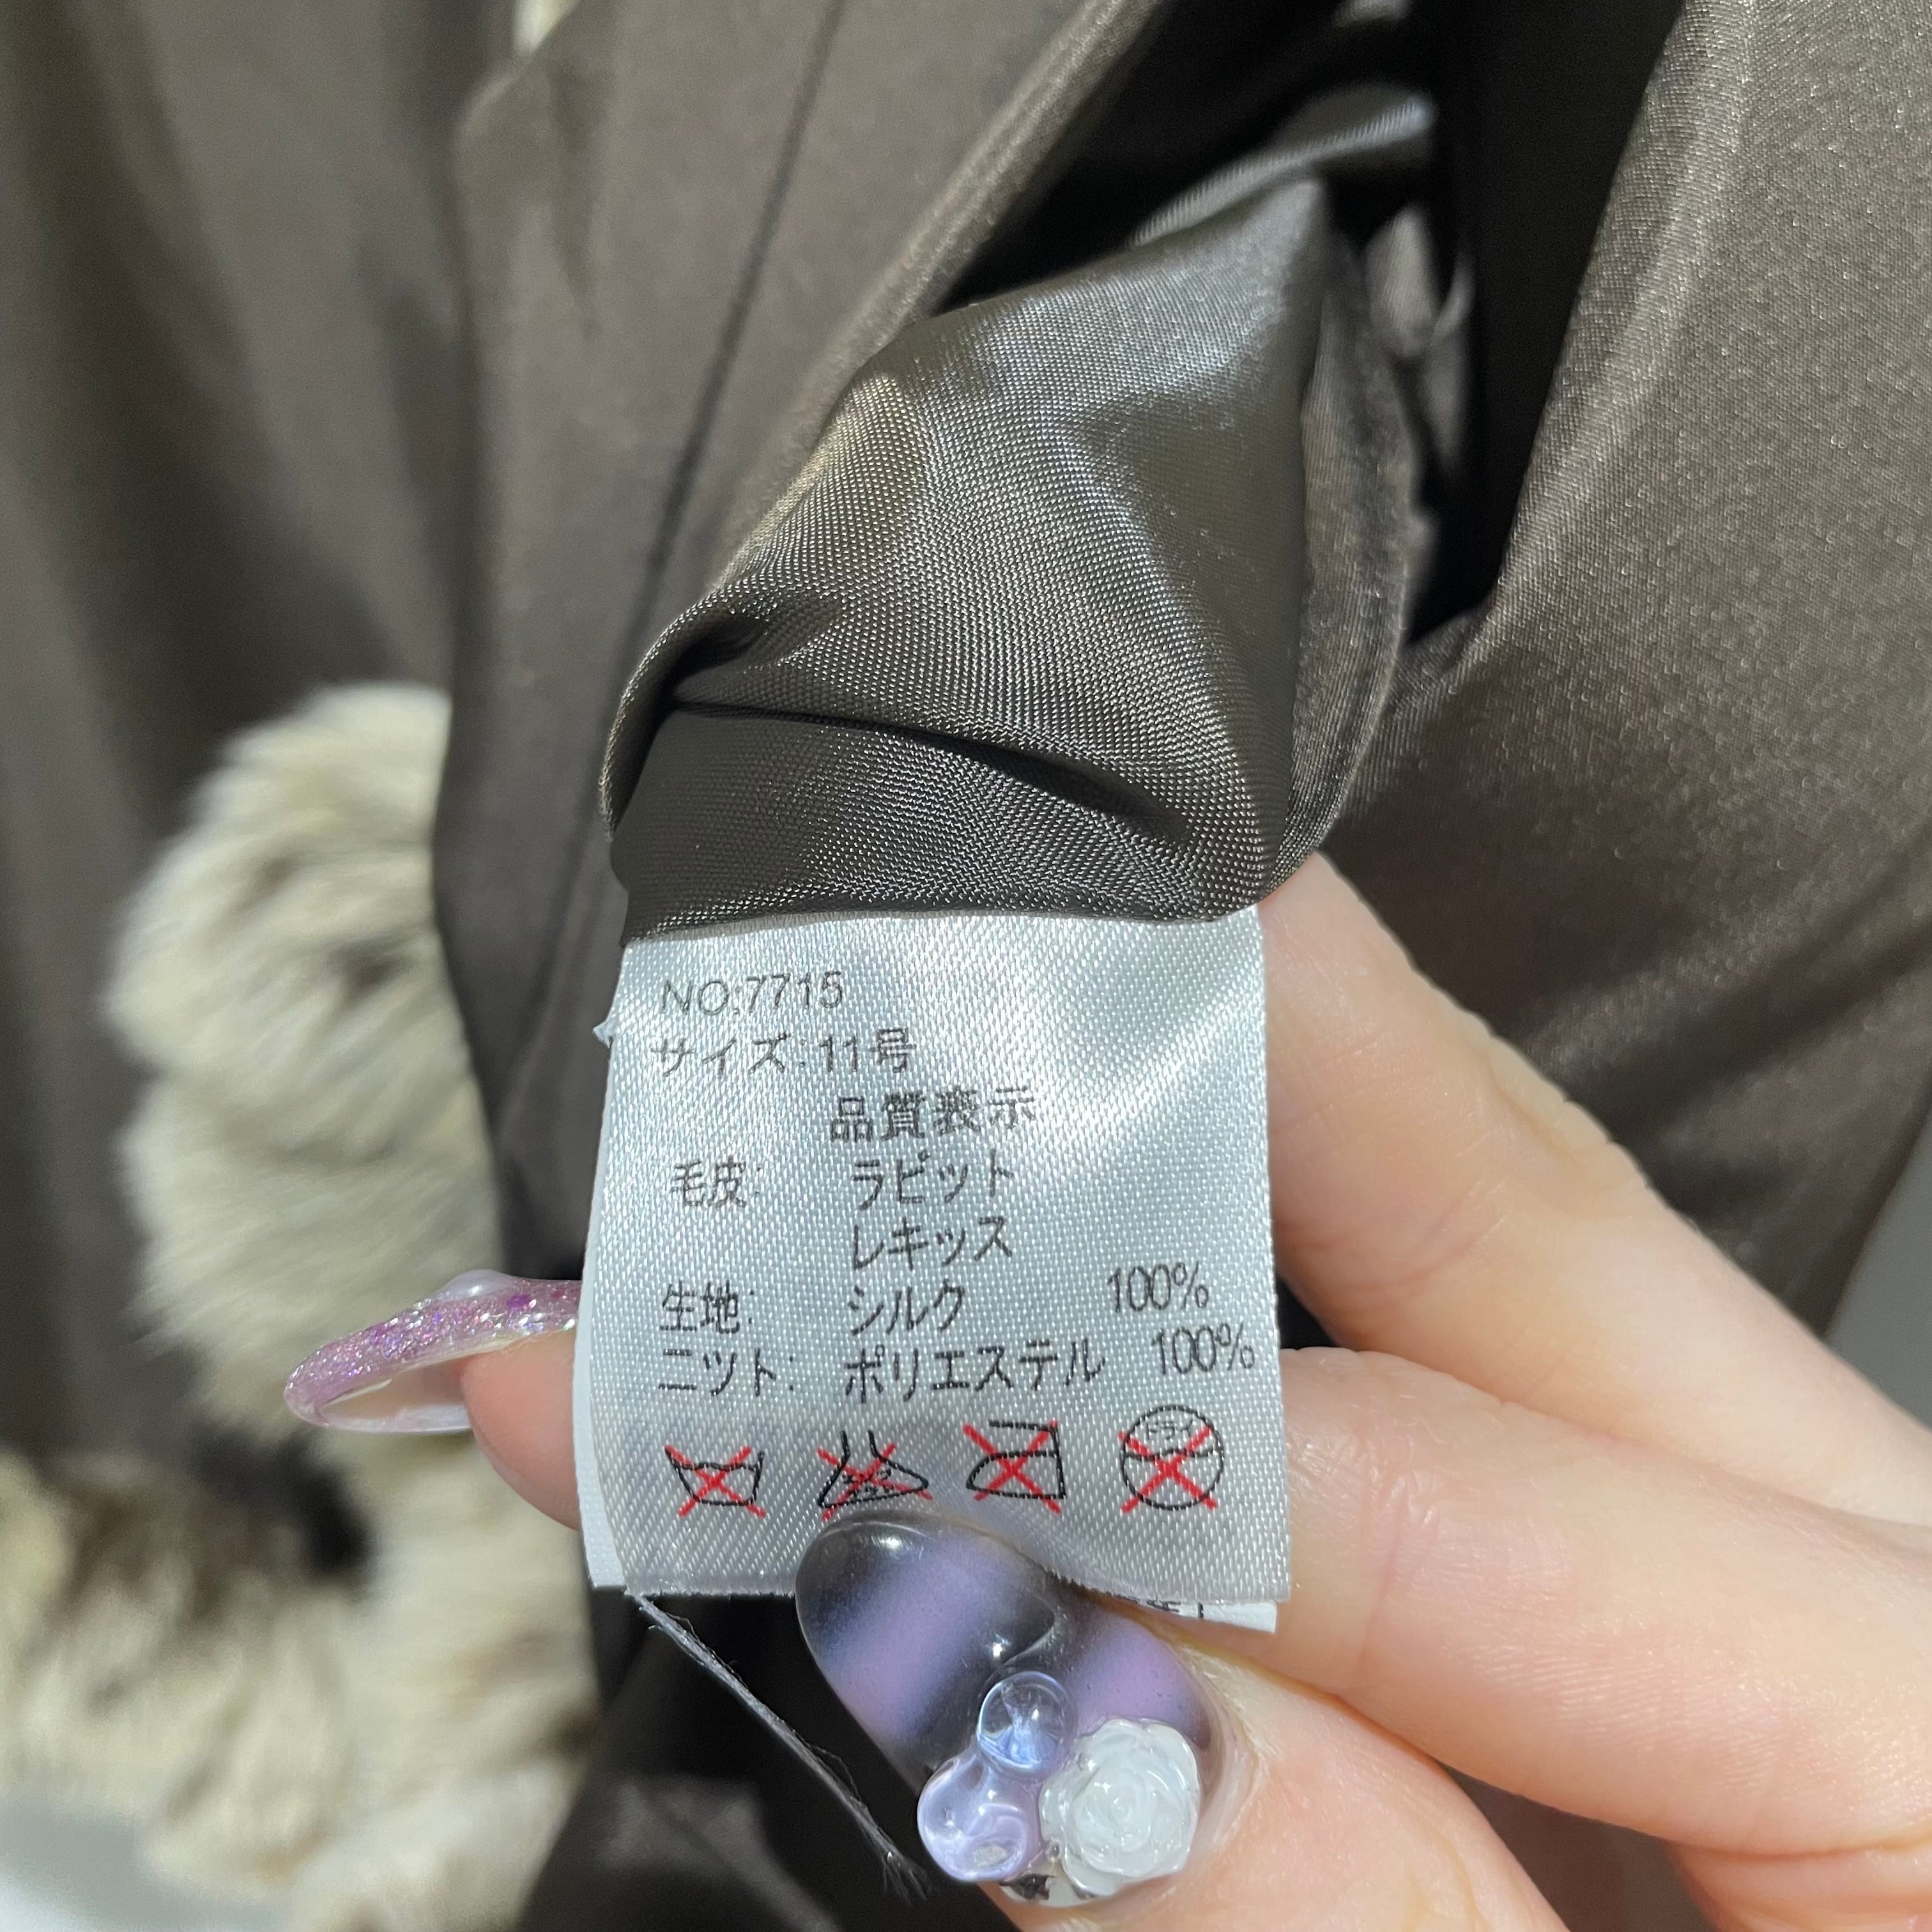 NO.7715
サイズ:11号
品質表示
毛皮: ラピット
レキッス
生地: シルク 100%
ニット: ポリエステル 100%